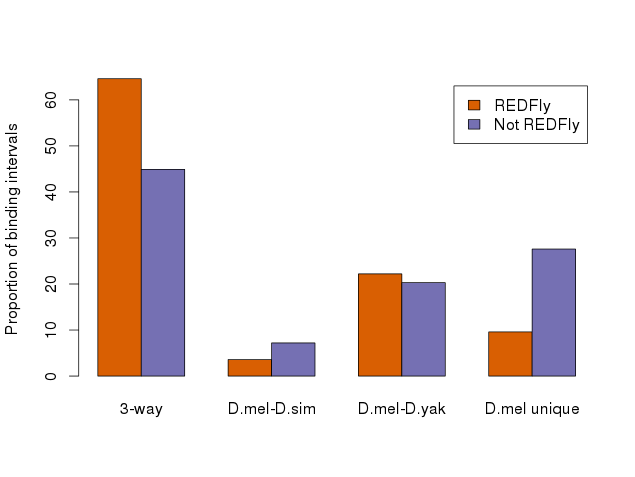 REDFly
Not REDFly
Proportion of binding intervals
60
50
40
30
20
10
0
3-way
D.mel-D.sim
D.mel-D.yak
D.mel unique